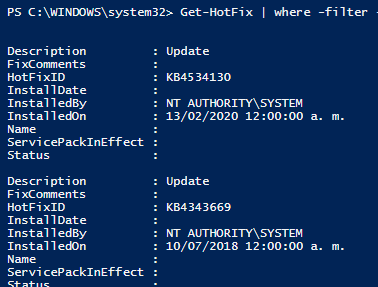 PS C:\WINDOWS\system32> Get-HotFix | where -filter
Description : Update
FixComments :
HotFixID : KB4534130
InstallDate :
InstalledBy : NT AUTHORITY\SYSTEM
InstalledOn : 13/02/2020 12:00:00 a. m.
Name :
ServicePackInEffect :
Status :
Description : Update
FixComments :
HotFixID : KB4343669
InstallDate :
InstalledBy : NT AUTHORITY\SYSTEM
InstalledOn : 10/07/2018 12:00:00 a. m.
Name :
ServicePackInEffect :
Status :